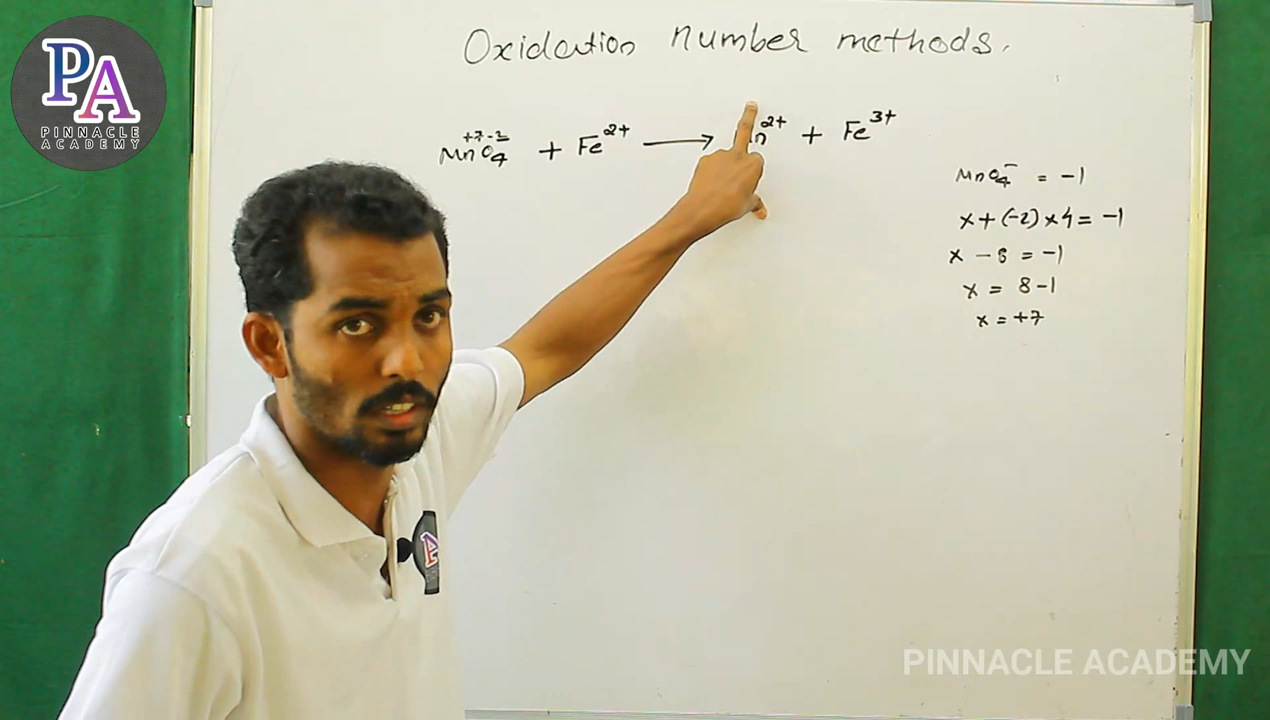 PA
PINNACLE
ACADEMY
Oxidation number methods.
+7 -2
MnO₄⁻ + Fe²⁺ ⟶ n²⁺ + Fe³⁺
MnO₄⁻ = -1
x + (-2) x 4 = -1
x - 8 = -1
x = 8 - 1
x = +7
A
PINNACLE ACADEMY